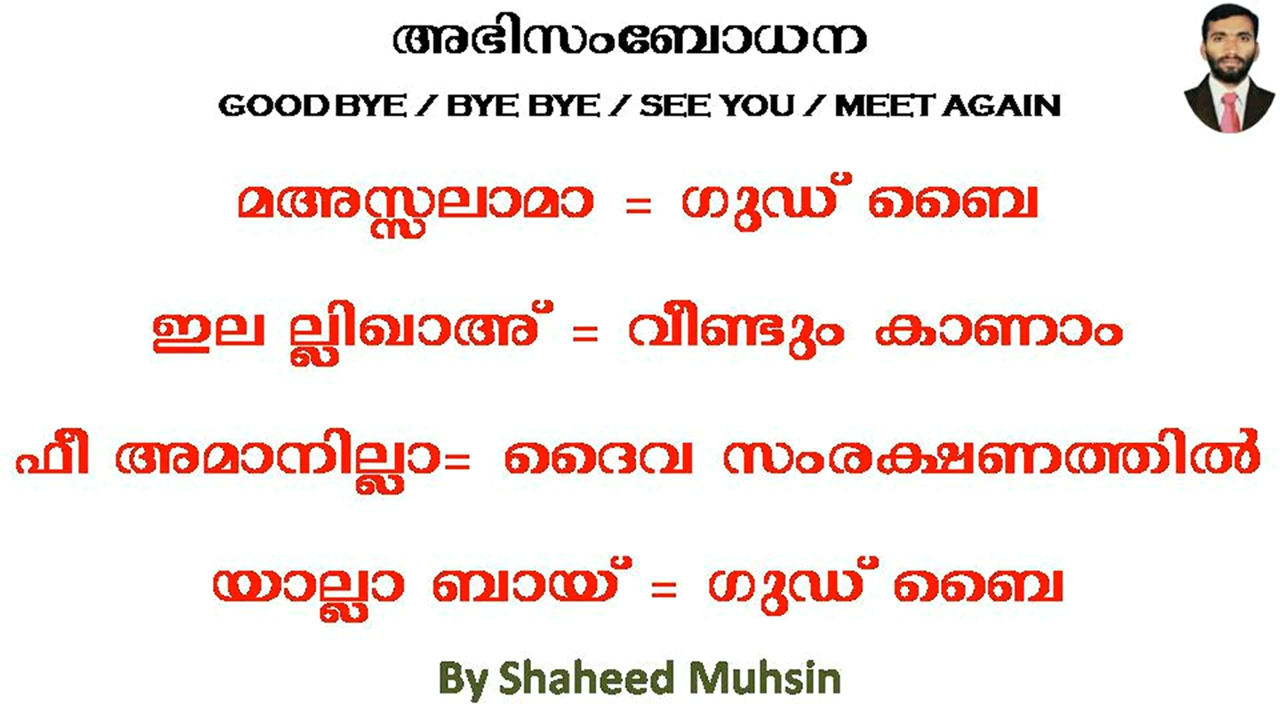 അഭിസംബോധന
GOOD BYE / BYE BYE / SEE YOU / MEET AGAIN
മഅസ്സലാമാ = ഗുഡ് ബൈ
ഇല ല്ലിഖാഅ് = വീണ്ടും കാണാം
ഫീ അമാനില്ലാ= ദൈവ സംരക്ഷണത്തിൽ
യാല്ലാ ബായ് = ഗുഡ് ബൈ
By Shaheed Muhsin